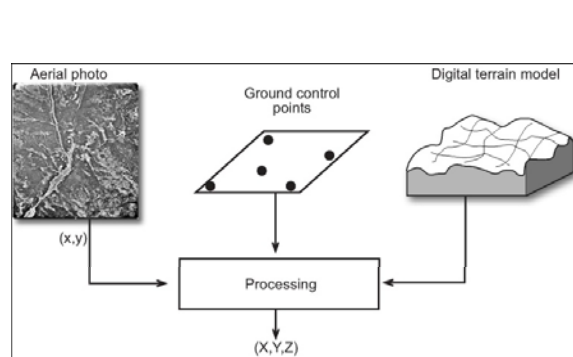 Aerial photo
Ground control
points
Digital terrain model
(x,y)
Processing
(X,Y,Z)